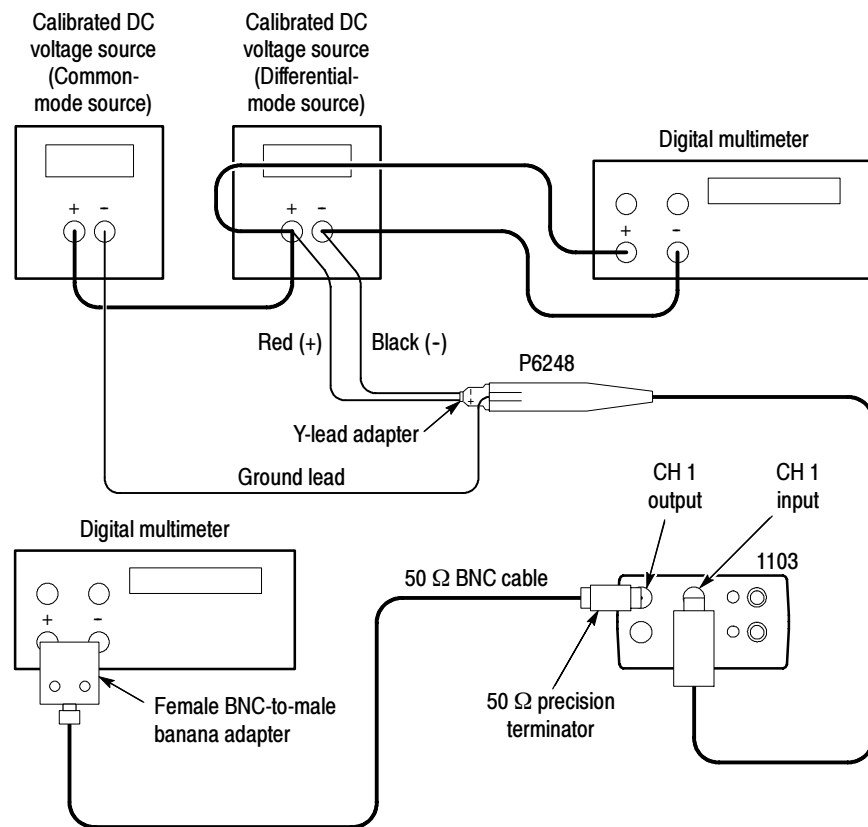 Calibrated DC
voltage source
(Common-
mode source)
Calibrated DC
voltage source
(Differential-
mode source)
Digital multimeter
+ -
+ -
+ -
Red (+)
Black (-)
P6248
-
+
Y-lead adapter
Ground lead
CH 1
output
CH 1
input
Digital multimeter
1103
50 Ω BNC cable
+ -
Female BNC-to-male
banana adapter
50 Ω precision
terminator